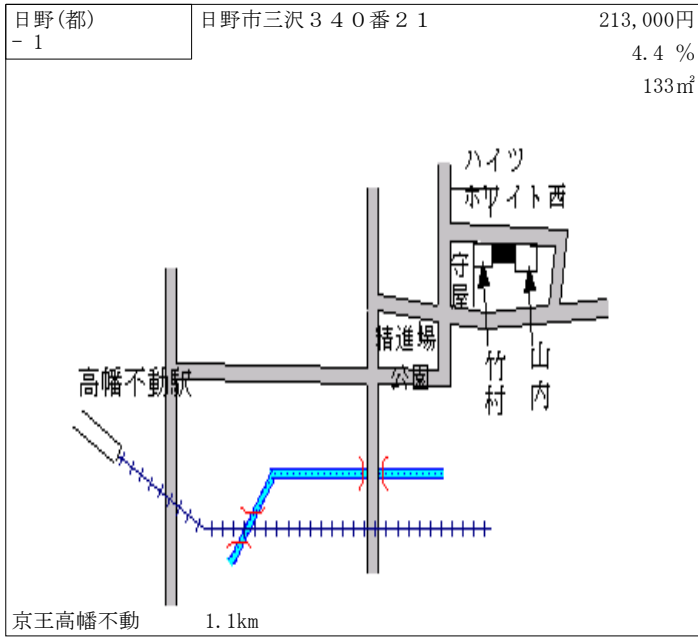 日野(都)
- 1
日野市三沢３４０番２１
213,000円
4.4 %
133㎡
ハイツ
ホワイト西
守屋
精進場
公園
竹村
山内
高幡不動駅
京王高幡不動
1.1km